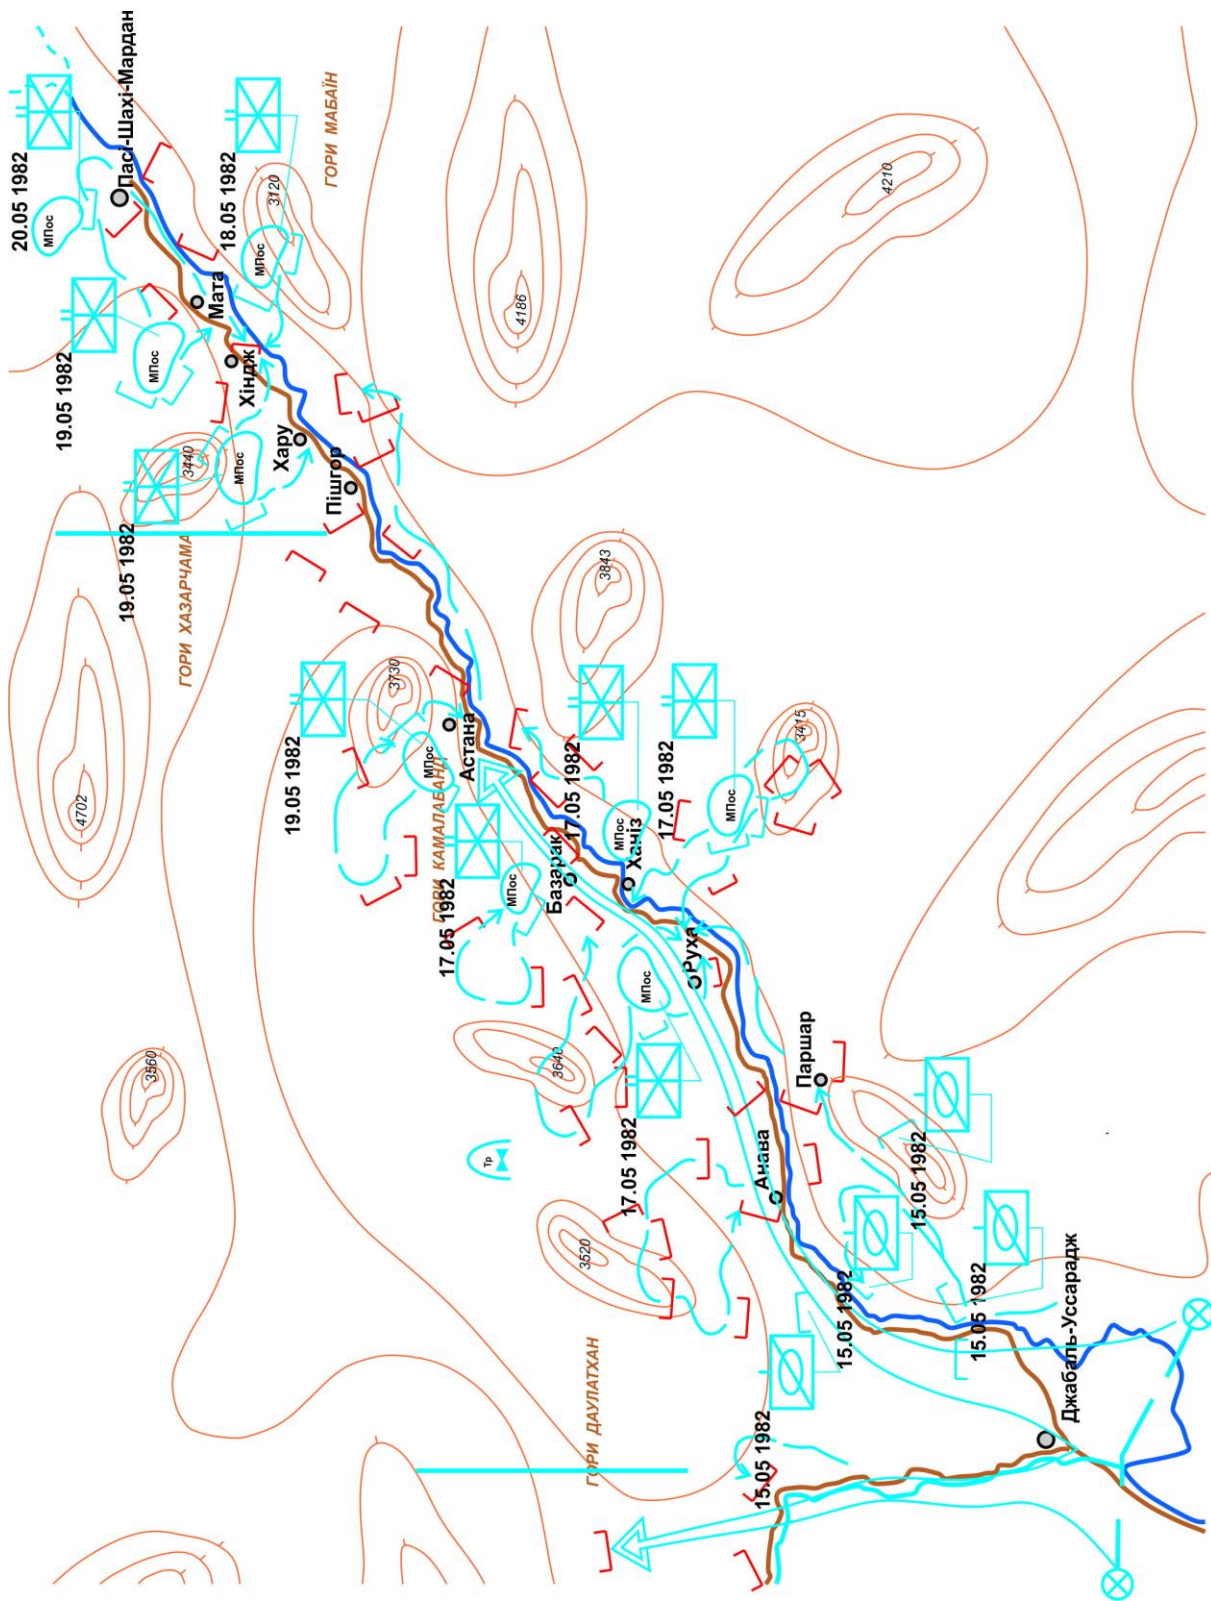 20.05 1982
Пасі-Шахі-Мардан
МПос
19.05 1982
МПос
Мата
18.05 1982
3120
МПос
ГОРИ МАБАЇН
Хіндж
19.05 1982
3440
МПос
Хару
Пішгор
ГОРИ ХАЗАРЧАМА
4702
4186
4210
3843
19.05 1982
3730
МПос
Астана
ГОРИ КАМАЛАБАНД
17.05 1982
МПос
Базарак
17.05 1982
МПос
Ханіз
17.05 1982
МПос
3415
3560
3640
Тр
17.05 1982
МПос
Руха
Паршар
Анава
3520
15.05 1982
15.05 1982
15.05 1982
15.05 1982
ГОРИ ДАУЛАТХАН
Джабаль-Уссарадж